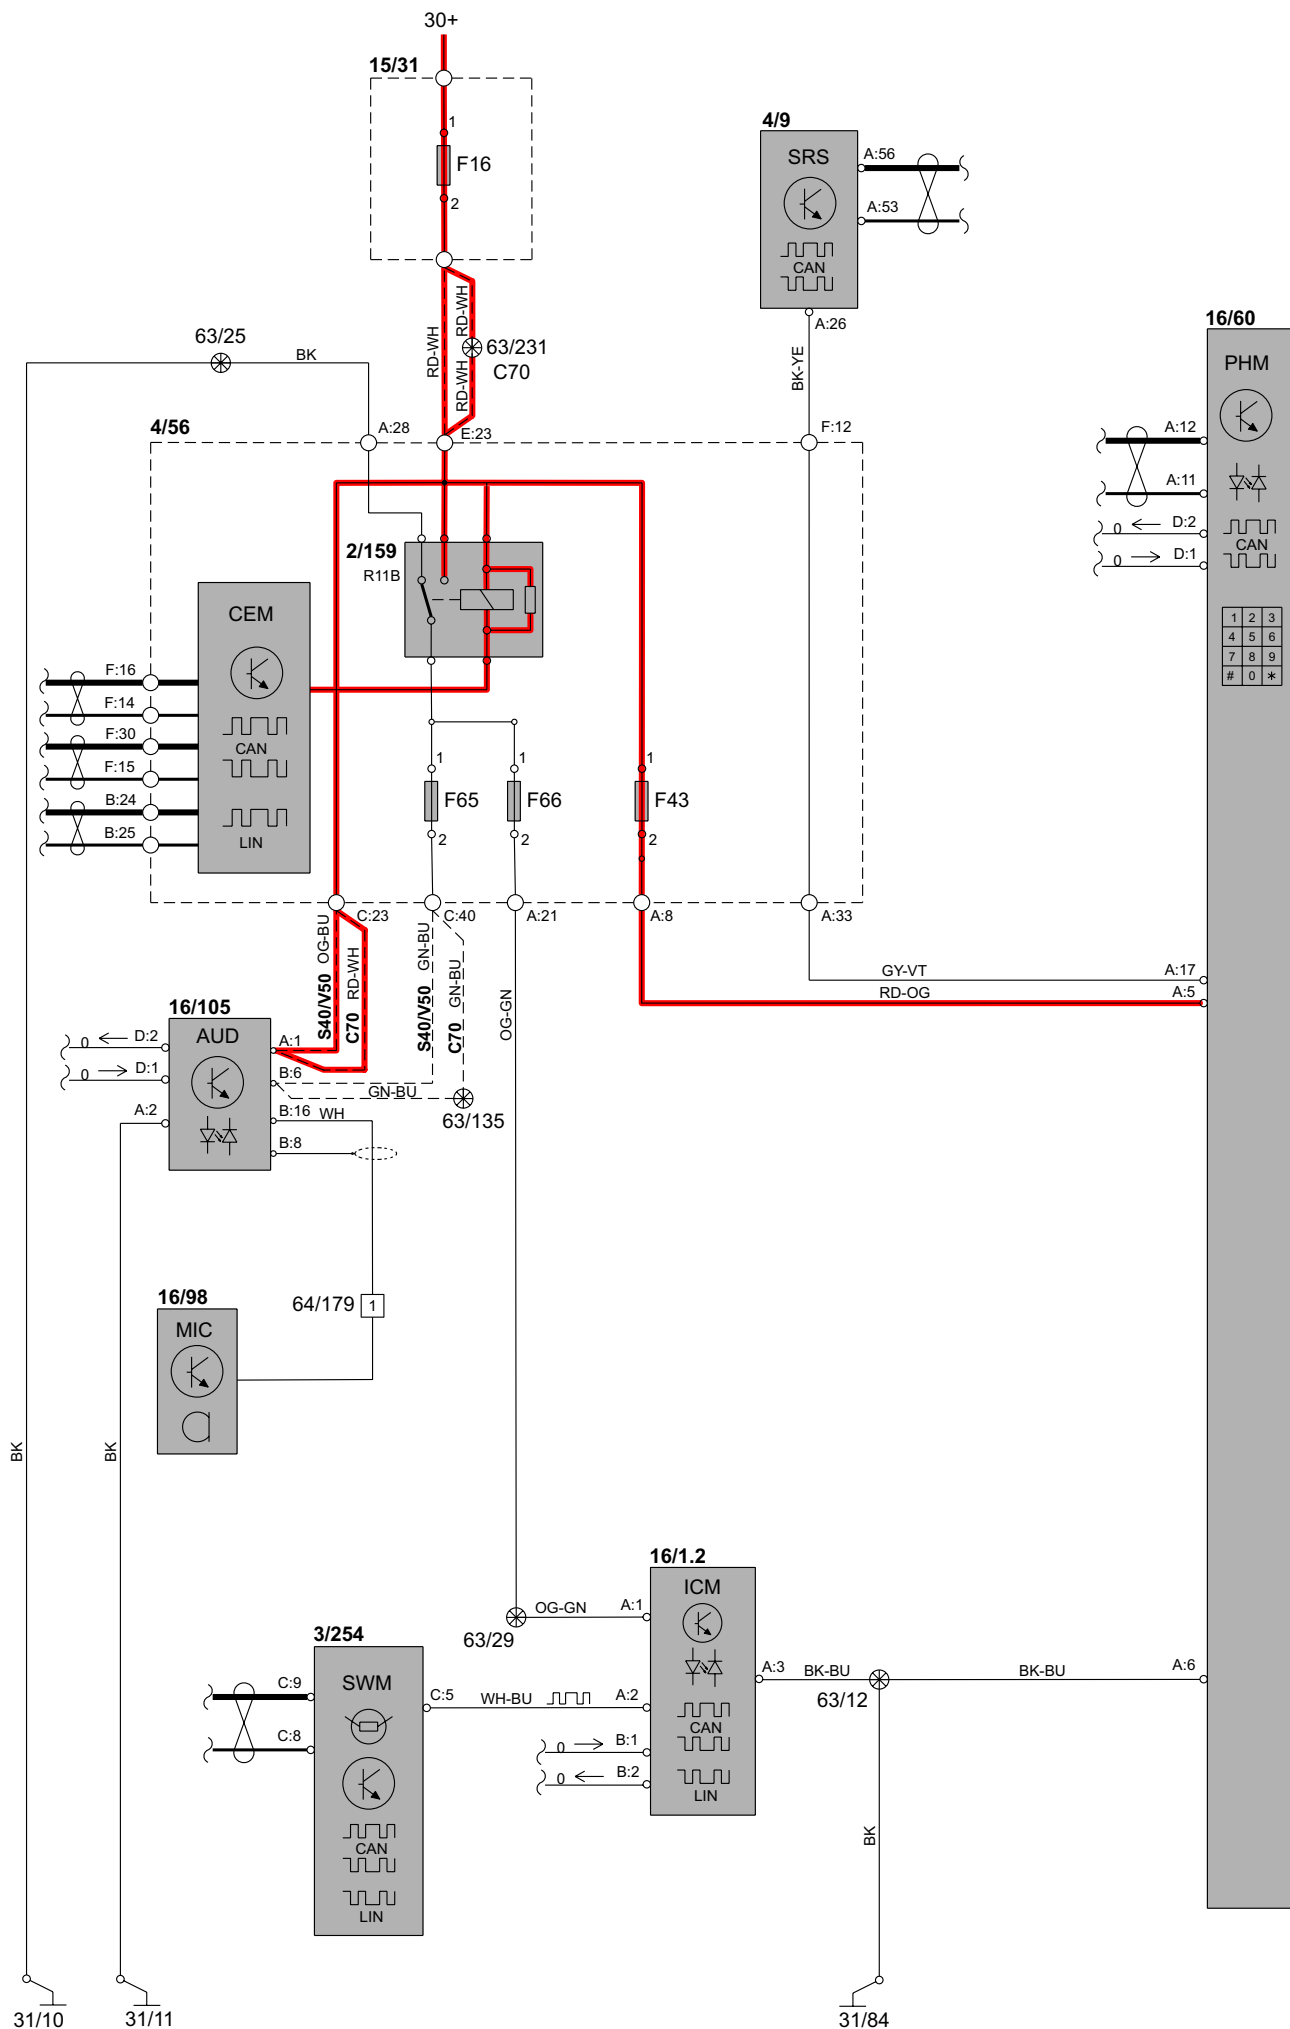 30+
15/31
1
F16
2
4/9
SRS
A:56
A:53
CAN
A:26
BK-YE
16/60
PHM
63/25
BK
RD-WH
RD-WH
RD-WH
63/231
C70
4/56
A:28
E:23
F:12
A:12
A:11
D:2
0
D:1
0
CAN
1 2 3
4 5 6
7 8 9
# 0 *
2/159
R11B
CEM
F:16
F:14
F:30
F:15
B:24
B:25
CAN
LIN
1
F65
2
1
F66
2
1
F43
2
C:23
C:40
A:21
A:8
A:33
S40/V50
OG-BU
C70
RD-WH
S40/V50
GN-BU
C70
GN-BU
OG-GN
GY-VT
A:17
RD-OG
A:5
16/105
AUD
D:2
0
D:1
0
A:2
A:1
B:6
GN-BU
63/135
B:16
WH
B:8
64/179
1
16/98
MIC
BK
BK
16/1.2
ICM
OG-GN
A:1
63/29
3/254
SWM
C:9
C:8
C:5
WH-BU
A:2
B:1
0
B:2
0
CAN
LIN
A:3
BK-BU
63/12
BK-BU
A:6
CAN
LIN
BK
31/10
31/11
31/84